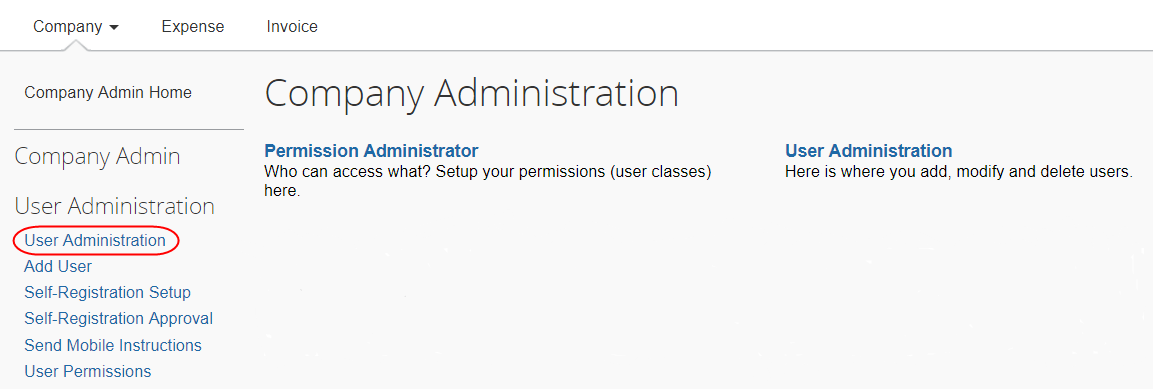 Company Expense Invoice
Company Admin Home
Company Admin
User Administration
User Administration
Add User
Self-Registration Setup
Self-Registration Approval
Send Mobile Instructions
User Permissions
Company Administration
Permission Administrator
Who can access what? Setup your permissions (user classes)
here.
User Administration
Here is where you add, modify and delete users.